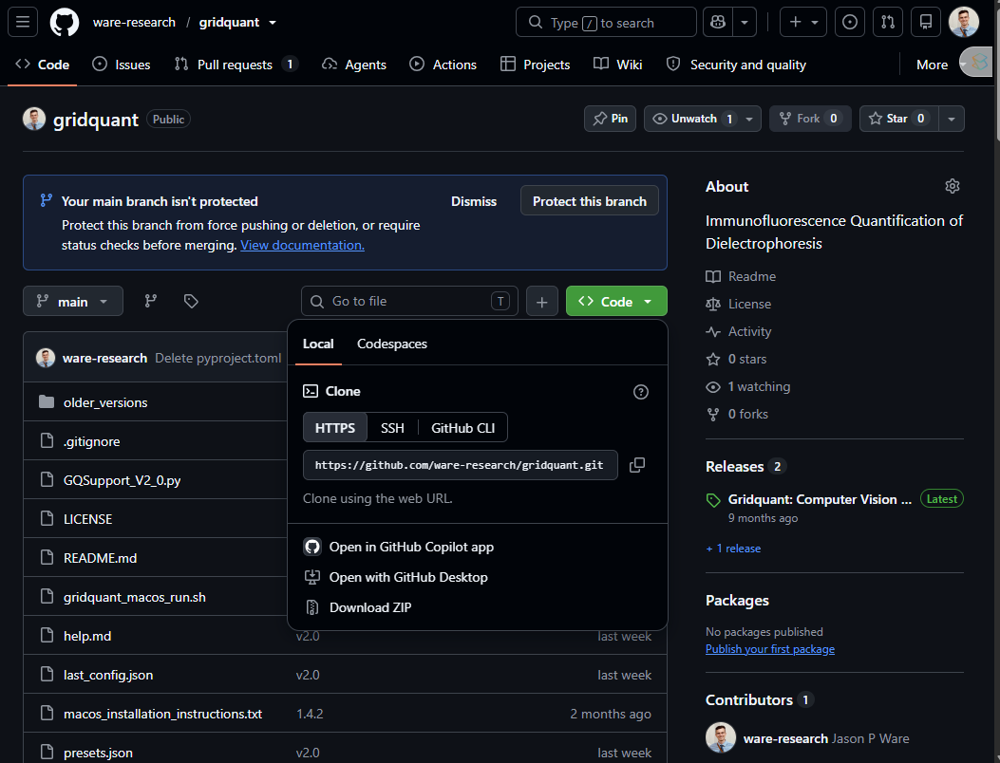 ware-research / gridquant
Type / to search
Code
Issues
Pull requests 1
Agents
Actions
Projects
Wiki
Security and quality
More
gridquant Public
Pin
Unwatch 1
Fork 0
Star 0
Your main branch isn't protected
Protect this branch from force pushing or deletion, or require
status checks before merging. View documentation.
Dismiss
Protect this branch
main
Go to file T
Code
ware-research Delete pyproject.toml
older_versions
.gitignore
GQSupport_V2_0.py
LICENSE
README.md
gridquant_macos_run.sh
help.md v2.0 last week
last_config.json v2.0 last week
macos_installation_instructions.txt 1.4.2 2 months ago
presets.json v2.0 last week
Local Codespaces
Clone
HTTPS SSH GitHub CLI
https://github.com/ware-research/gridquant.git
Clone using the web URL.
Open in GitHub Copilot app
Open with GitHub Desktop
Download ZIP
About
Immunofluorescence Quantification of
Dielectrophoresis
Readme
License
Activity
0 stars
1 watching
0 forks
Releases 2
Gridquant: Computer Vision ... Latest
9 months ago
+ 1 release
Packages
No packages published
Publish your first package
Contributors 1
ware-research Jason P Ware